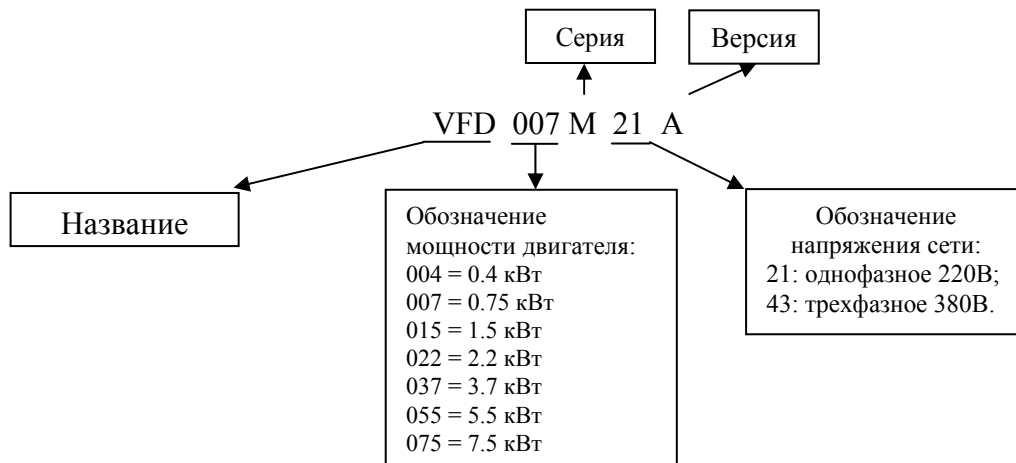 Серия
Версия
VFD 007 M 21 A
Название
Обозначение
мощности двигателя:
004 = 0.4 кВт
007 = 0.75 кВт
015 = 1.5 кВт
022 = 2.2 кВт
037 = 3.7 кВт
055 = 5.5 кВт
075 = 7.5 кВт
Обозначение
напряжения сети:
21: однофазное 220В;
43: трехфазное 380В.